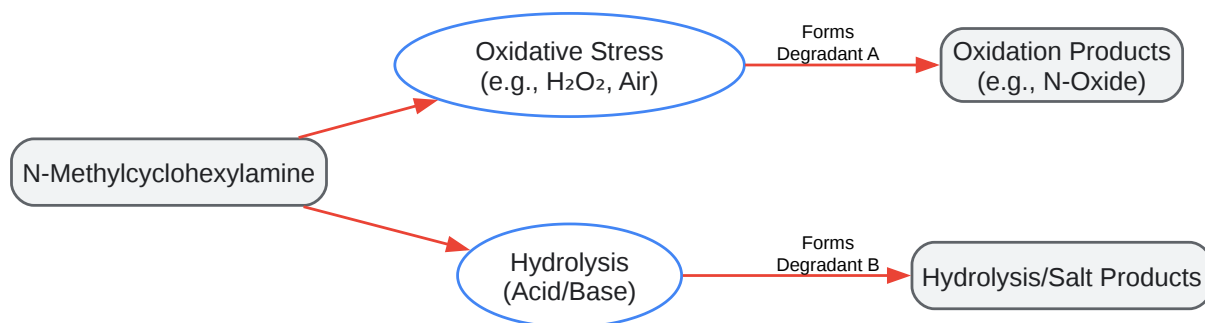 N-Methylcyclohexylamine
Oxidative Stress
(e.g., H₂O₂, Air)
Forms
Degradant A
Oxidation Products
(e.g., N-Oxide)
Hydrolysis
(Acid/Base)
Forms
Degradant B
Hydrolysis/Salt Products